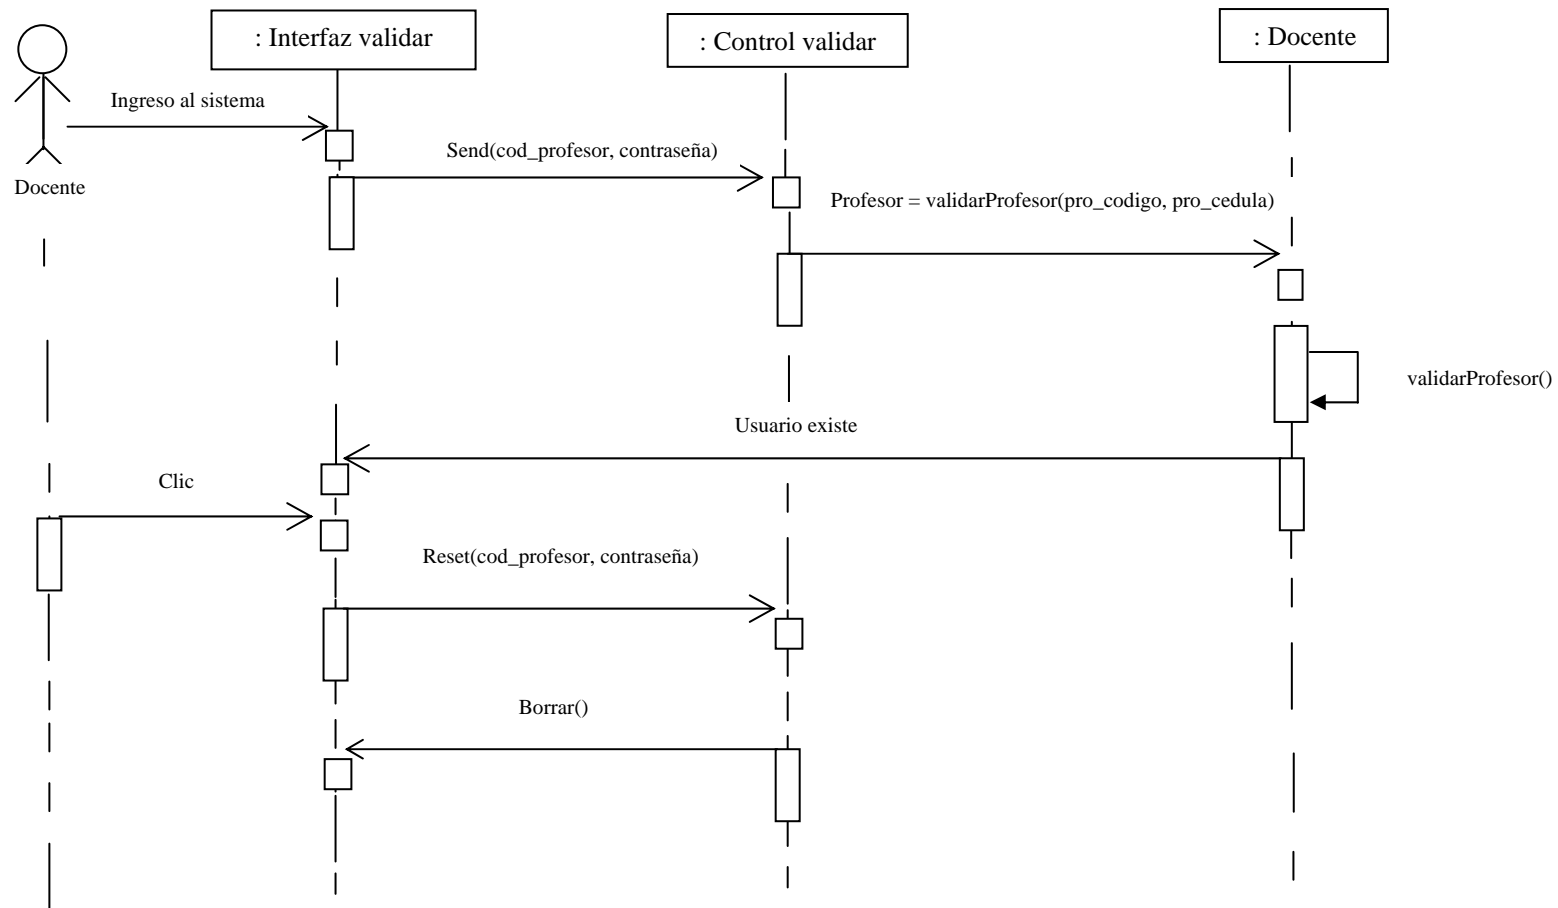 : Interfaz validar
: Control validar
: Docente
Ingreso al sistema
Send(cod_profesor, contraseña)
Docente
Profesor = validarProfesor(pro_codigo, pro_cedula)
validarProfesor()
Usuario existe
Clic
Reset(cod_profesor, contraseña)
Borrar()